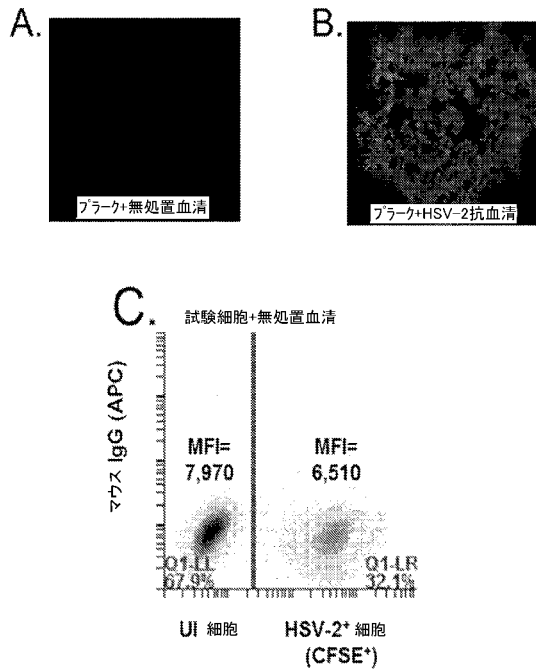 A.
B.
プラーク+無処置血清
プラーク+HSV-2抗血清
C.
試験細胞+無処置血清
マウス IgG (APC)
MFI=
7,970
MFI=
6,510
Q1-LL
67.9%
Q1-LR
32.1%
UI 細胞
HSV-2+ 細胞
(CFSE+)